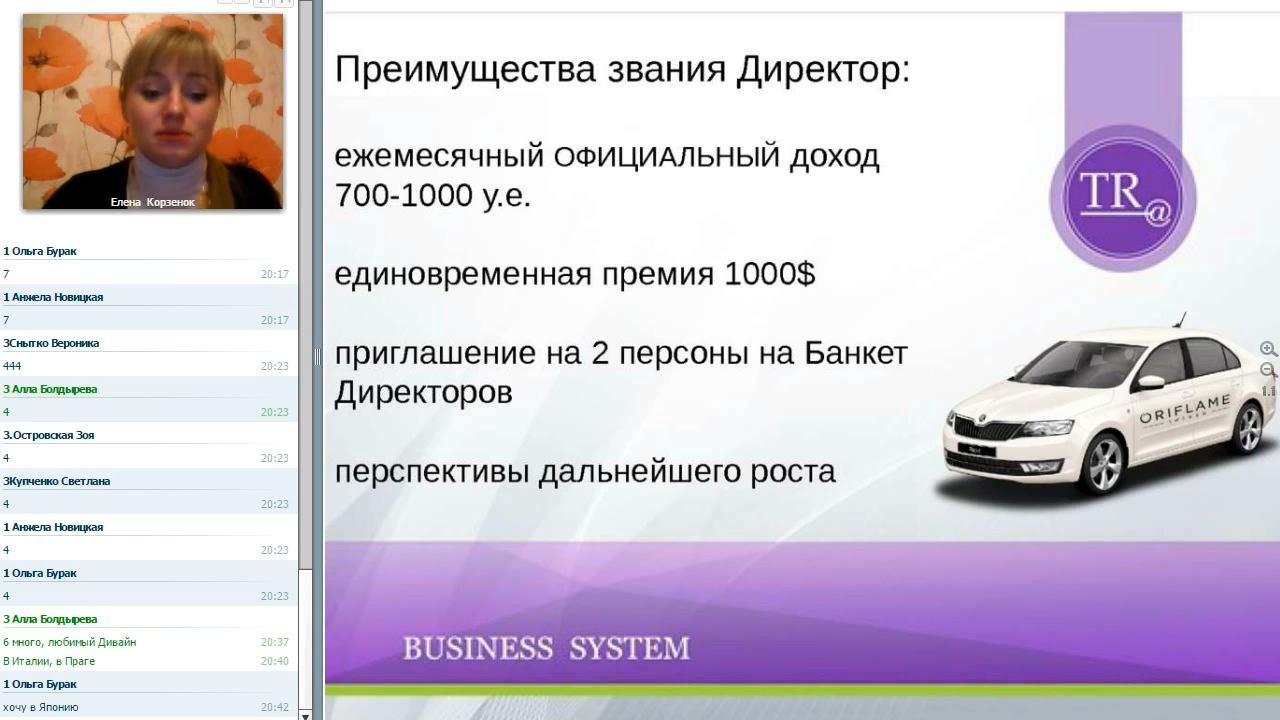 Елена Корзенок
1 Ольга Бурак
7 20:17
1 Анжела Новицкая
7 20:17
3Снытко Вероника
444 20:23
3 Алла Болдырева
4 20:23
3.Островская Зоя
4 20:23
3Купченко Светлана
4 20:23
1 Анжела Новицкая
4 20:23
1 Ольга Бурак
4 20:23
3 Алла Болдырева
6 много, любимый Дивайн 20:37
В Италии, в Праге 20:40
1 Ольга Бурак
хочу в Японию 20:42
Преимущества звания Директор:
ежемесячный ОФИЦИАЛЬНЫЙ доход
700-1000 у.е.
единовременная премия 1000$
приглашение на 2 персоны на Банкет
Директоров
перспективы дальнейшего роста
TR@
ORIFLAME
SWEDEN
1:1
BUSINESS SYSTEM